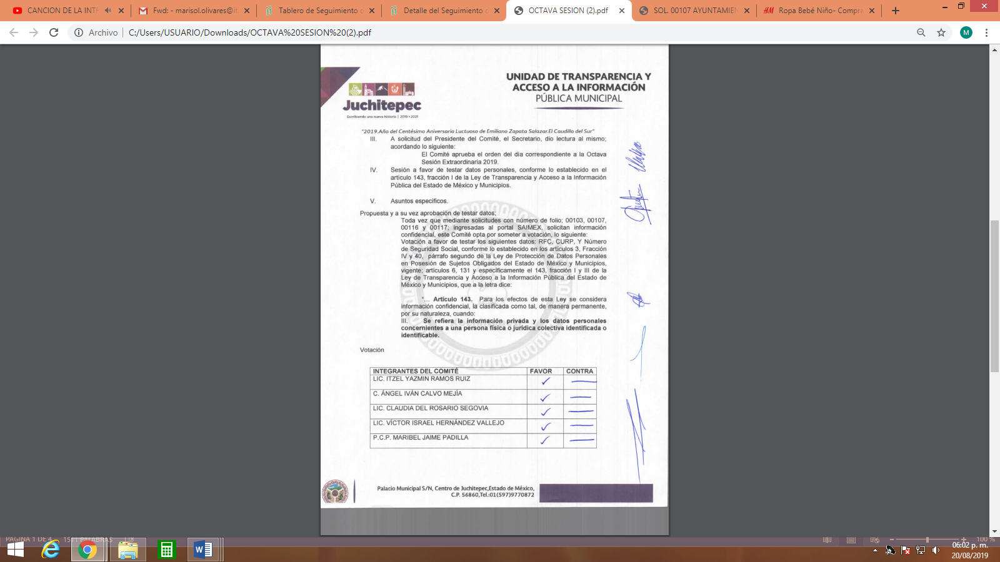 CANCION DE LA INTR
Fwd: - marisol.olivares@it
Tablero de Seguimiento d
Detalle del Seguimiento d
OCTAVA SESION (2).pdf
SOL. 00107 AYUNTAMIEN
Ropa Bebé Niño- Compra
Archivo | C:/Users/USUARIO/Downloads/OCTAVA%20SESION%20(2).pdf
M
Juchitepec
Escribiendo una nueva historia | 2019 • 2021
UNIDAD DE TRANSPARENCIA Y
ACCESO A LA INFORMACIÓN
PÚBLICA MUNICIPAL
"2019.Año del Centésimo Aniversario Luctuoso de Emiliano Zapata Salazar.El Caudillo del Sur"
III. A solicitud del Presidente del Comité, el Secretario, dio lectura al mismo;
acordando lo siguiente:
El Comité aprueba el orden del día correspondiente a la Octava
Sesión Extraordinaria 2019.
IV. Sesión a favor de testar datos personales, conforme lo establecido en el
artículo 143, fracción I de la Ley de Transparencia y Acceso a la Información
Pública del Estado de México y Municipios.
V. Asuntos específicos.
Propuesta y a su vez aprobación de testar datos;
Toda vez que mediante solicitudes con número de folio; 00103, 00107,
00116 y 00117; ingresadas al portal SAIMEX, solicitan información
confidencial, este Comité opta por someter a votación, lo siguiente:
Votación a favor de testar los siguientes datos: RFC, CURP, Y Número
de Seguridad Social, conforme lo establecido en los artículos 3, Fracción
IV y 40, párrafo segundo de la Ley de Protección de Datos Personales
en Posesión de Sujetos Obligados del Estado de México y Municipios,
vigente; artículos 6, 131 y específicamente el 143, fracción I y III de la
Ley de Transparencia y Acceso a la Información Pública del Estado de
México y Municipios, que a la letra dice:
"… Artículo 143. Para los efectos de esta Ley se considera
información confidencial, la clasificada como tal, de manera permanente,
por su naturaleza, cuando:
III. Se refiera la información privada y los datos personales
concernientes a una persona física o jurídica colectiva identificada o
identificable.
Votación
INTEGRANTES DEL COMITÉ FAVOR CONTRA
LIC. ITZEL YAZMIN RAMOS RUIZ
C. ÁNGEL IVÁN CALVO MEJÍA
LIC. CLAUDIA DEL ROSARIO SEGOVIA
LIC. VÍCTOR ISRAEL HERNÁNDEZ VALLEJO
P.C.P. MARIBEL JAIME PADILLA
Palacio Municipal S/N, Centro de Juchitepec,Estado de México,
C.P. 56860,Tel.:01(597)9770872
PÁGINA 1 DE 4 PALABRAS 100 %
06:02 p. m.
20/08/2019